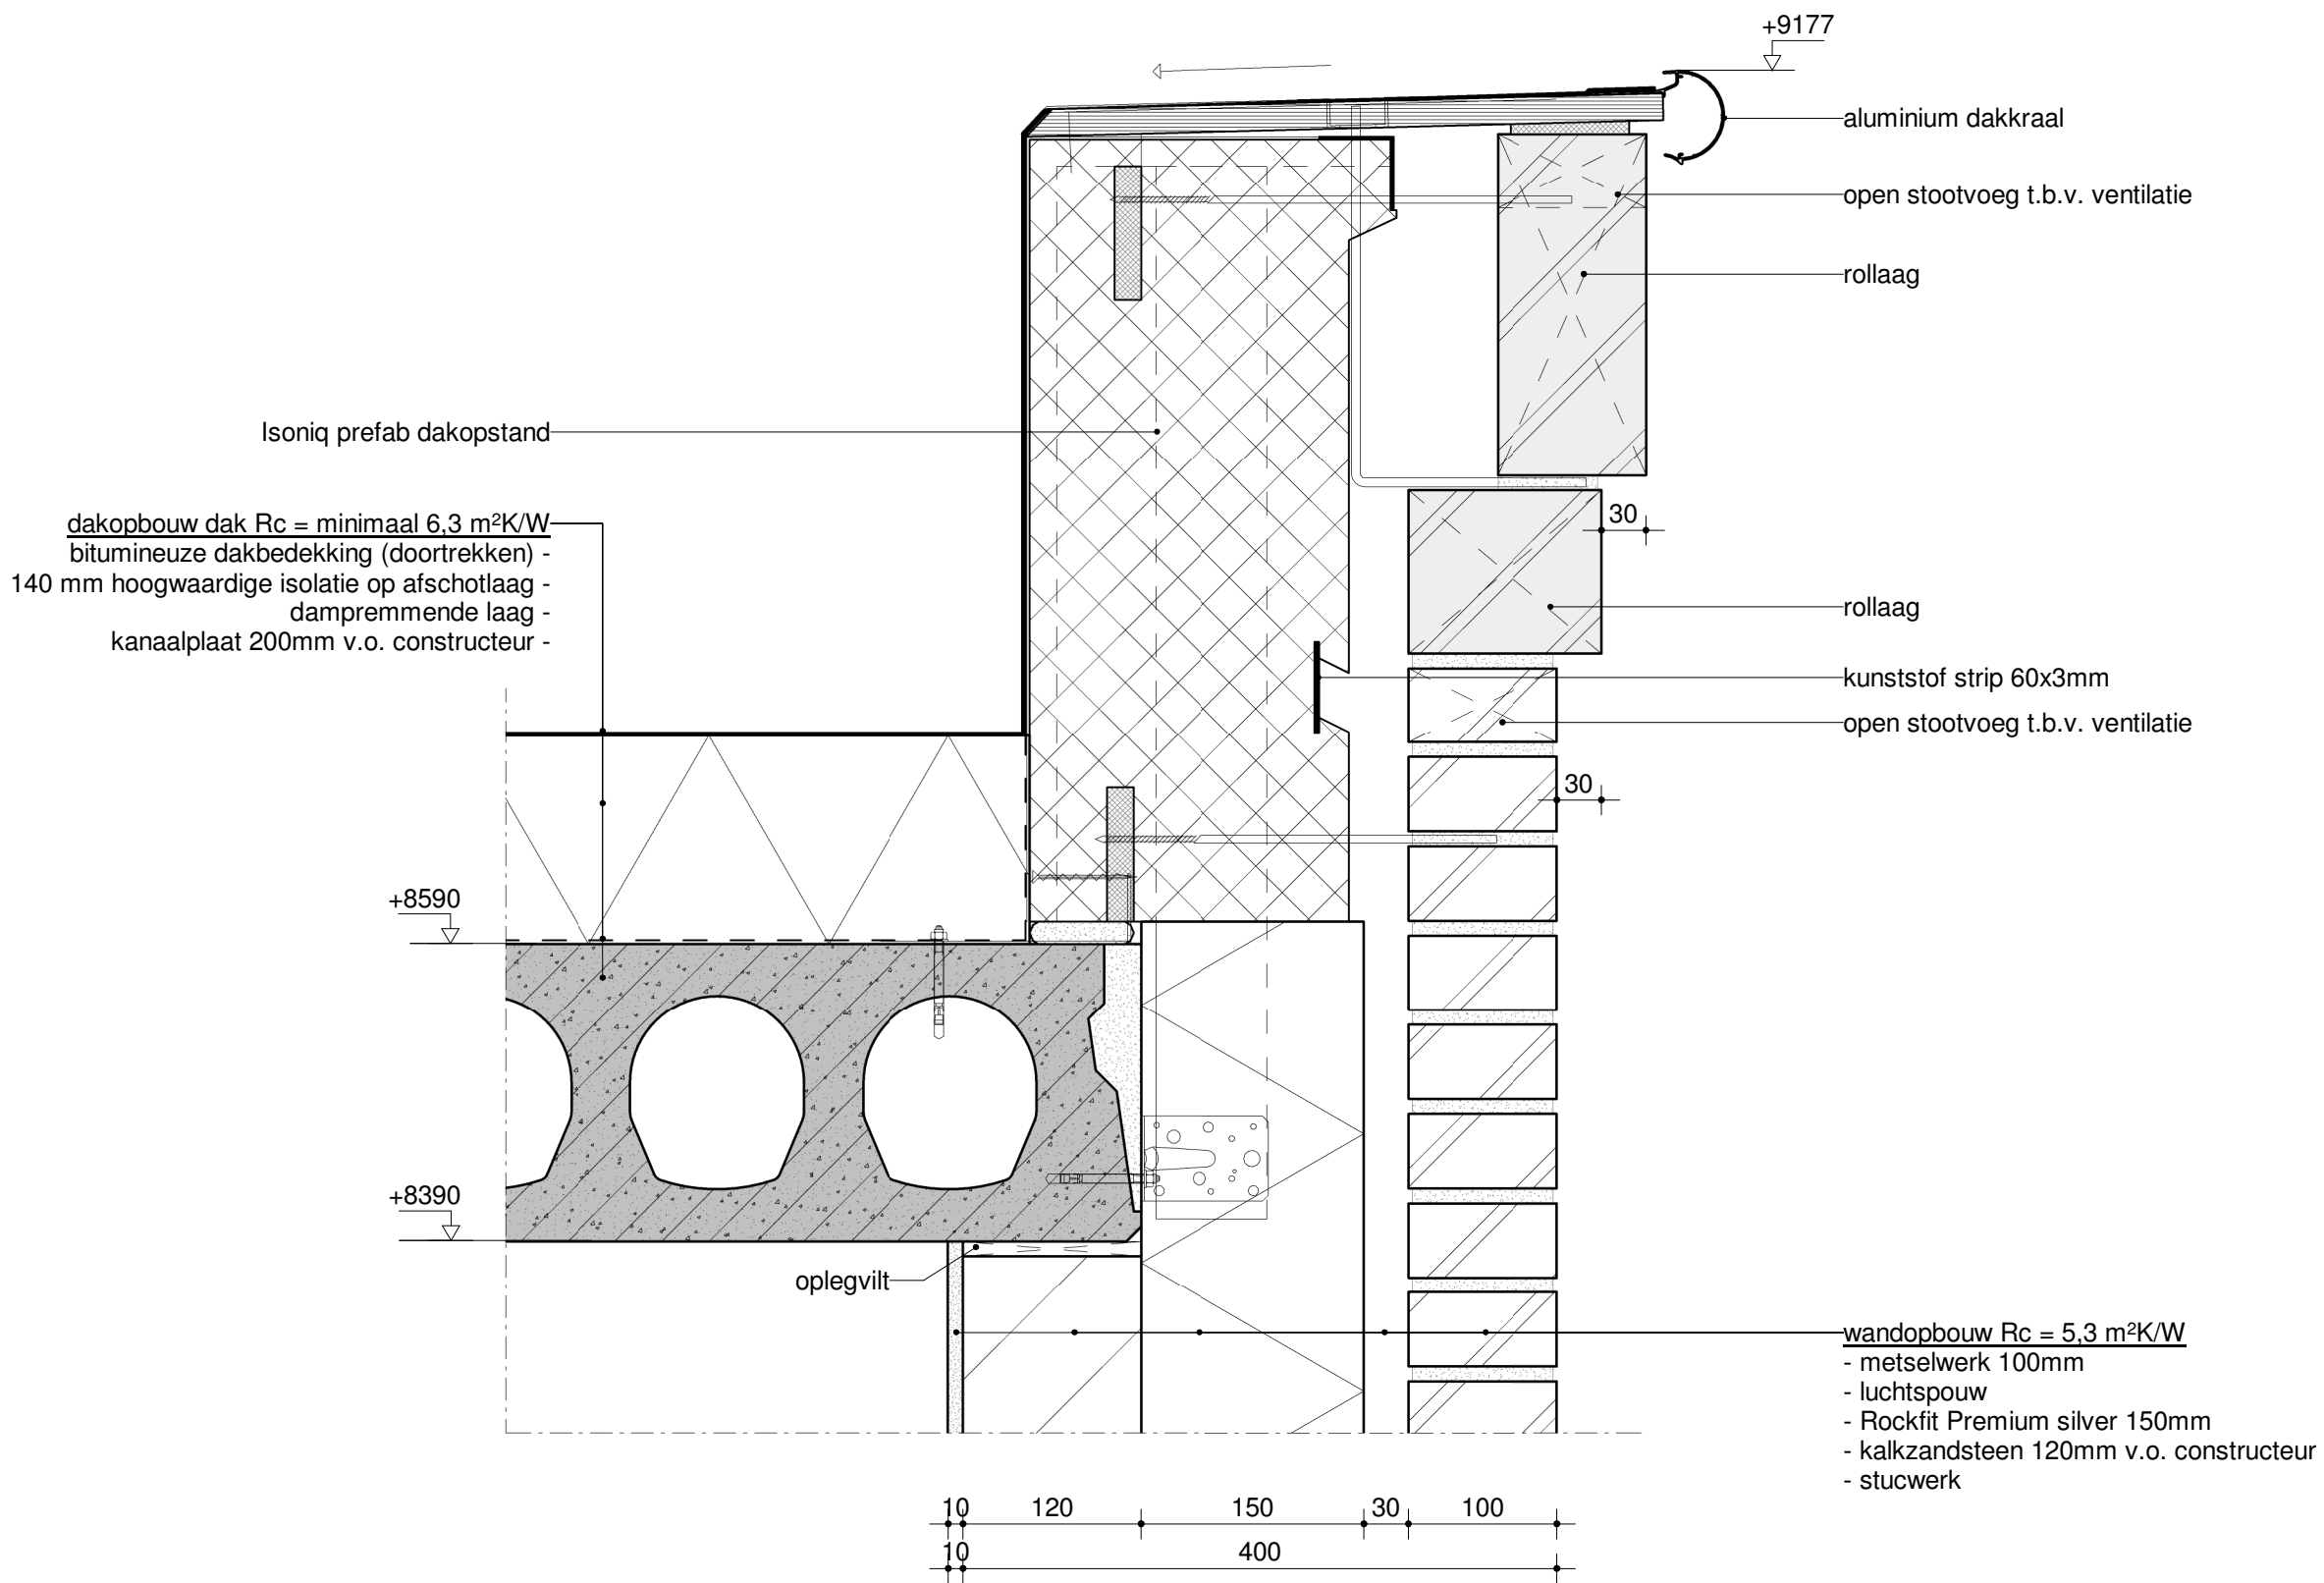 +9177
aluminium dakkraal
open stootvoeg t.b.v. ventilatie
rollaag
Isoniq prefab dakopstand
dakopbouw dak Rc = minimaal 6,3 m²K/W
bitumineuze dakbedekking (doortrekken) -
140 mm hoogwaardige isolatie op afschotlaag -
dampremmende laag -
kanaalplaat 200mm v.o. constructeur -
30
rollaag
kunststof strip 60x3mm
open stootvoeg t.b.v. ventilatie
30
+8590
+8390
oplegvilt
wandopbouw Rc = 5,3 m²K/W
- metselwerk 100mm
- luchtspouw
- Rockfit Premium silver 150mm
- kalkzandsteen 120mm v.o. constructeur
- stucwerk
10 120 150 30 100
10 400